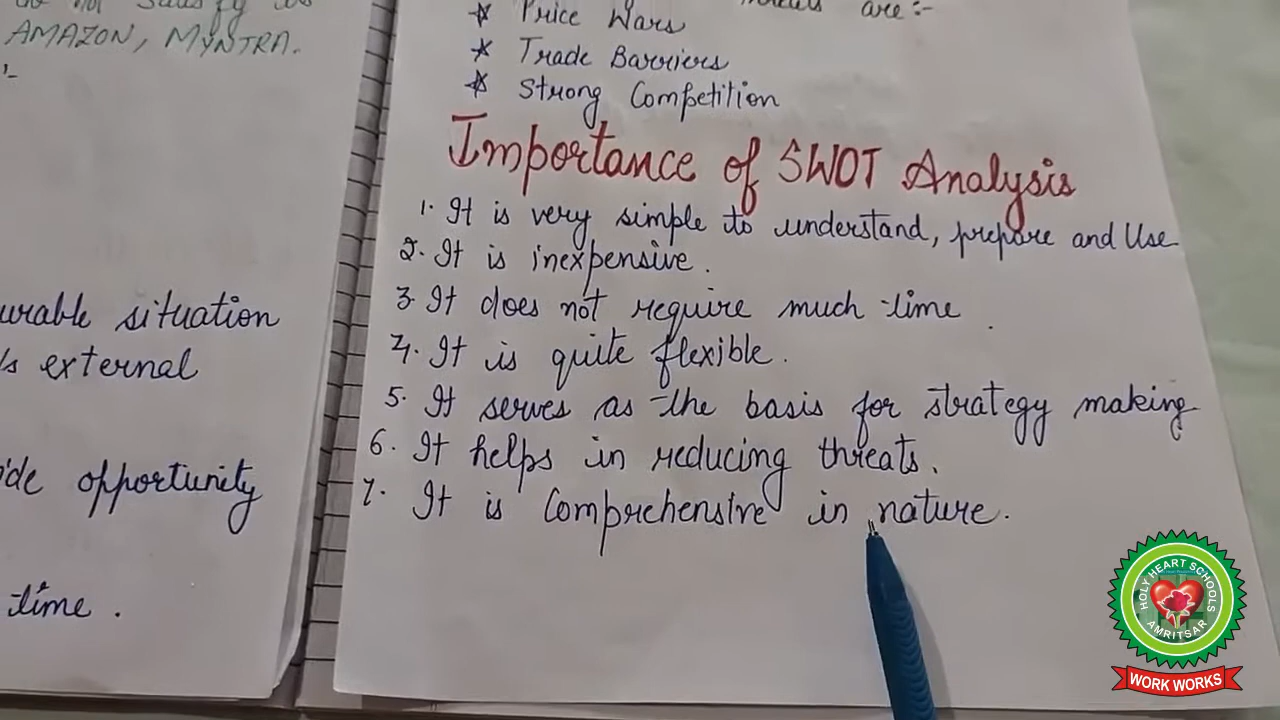 AMAZON, MYNTRA.
urable situation
's external
ide opportunity
time.
are:-
* Price Wars
* Trade Barriers
* Strong Competition
Importance of SWOT Analysis
1. It is very simple to understand, prepare and Use
2. It is inexpensive.
3. It does not require much time.
4. It is quite flexible.
5. It serves as the basis for strategy making
6. It helps in reducing threats.
7. It is Comprehensive in nature.
HOLY HEART SCHOOLS
AMRITSAR
WORK WORKS